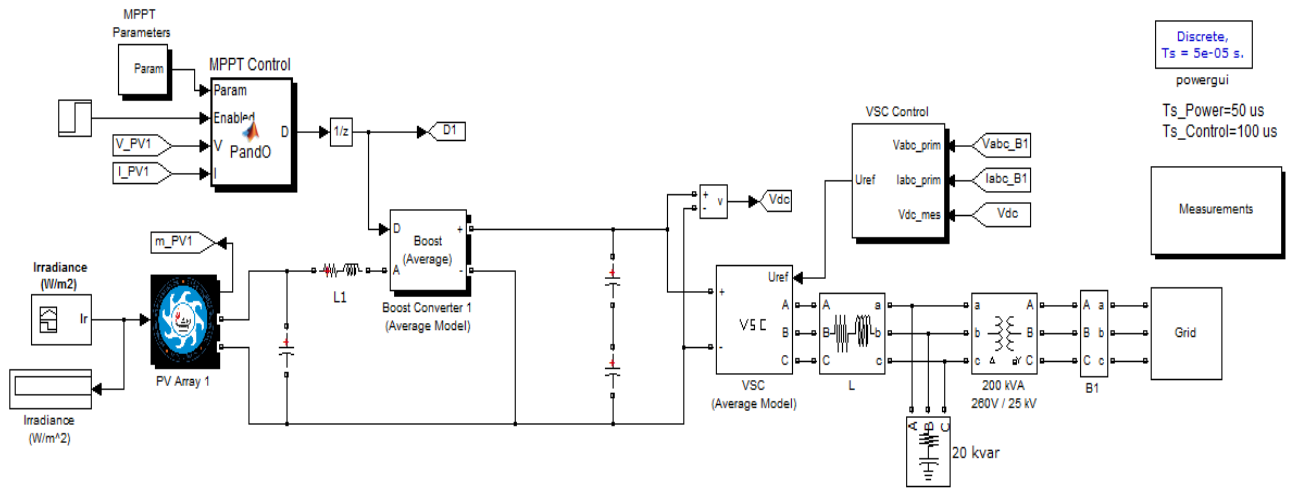 MPPT
Parameters
Param
MPPT Control
Param
Enabled
V
I
D
PandO
V_PV1
I_PV1
1/z
D1
Discrete,
Ts = 5e-05 s.
powergui
Ts_Power=50 us
Ts_Control=100 us
VSC Control
Vabc_prim
Iabc_prim
Vdc_mes
Uref
Vabc_B1
Iabc_B1
Vdc
Measurements
+
-
v
Vdc
m_PV1
Irradiance
(W/m2)
Ir
PV Array 1
Irradiance
(W/m^2)
L1
D
A
Boost
(Average)
+
-
Boost Converter 1
(Average Model)
Uref
+
-
VSC
A
B
C
VSC
(Average Model)
A
B
C
a
b
c
L
a
b
c
A
B
C
Δ
Y
200 kVA
260V / 25 kV
A
B
C
a
b
c
B1
Grid
A
B
C
20 kvar